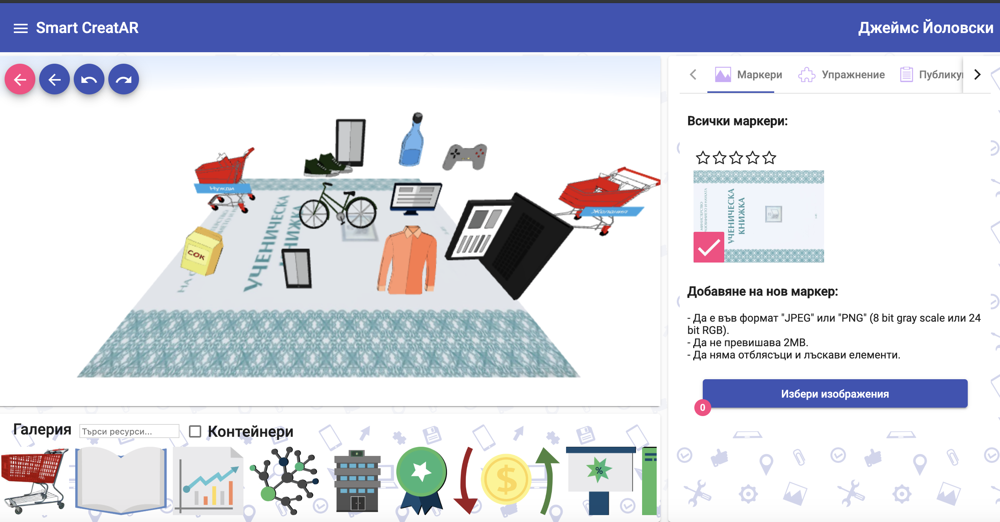 Smart CreatAR
Джеймс Йоловски
Маркери
Упражнение
Публику
Нужди
Желания
УЧЕНИЧЕСКА
КНИЖКА
СОК
Всички маркери:
УЧЕНИЧЕСКА
КНИЖКА
Добавяне на нов маркер:
- Да е във формат "JPEG" или "PNG" (8 bit gray scale или 24
bit RGB).
- Да не превишава 2MB.
- Да няма отблясъци и лъскави елементи.
Избери изображения
0
Галерия
Търси ресурси...
Контейнери
$
$
%